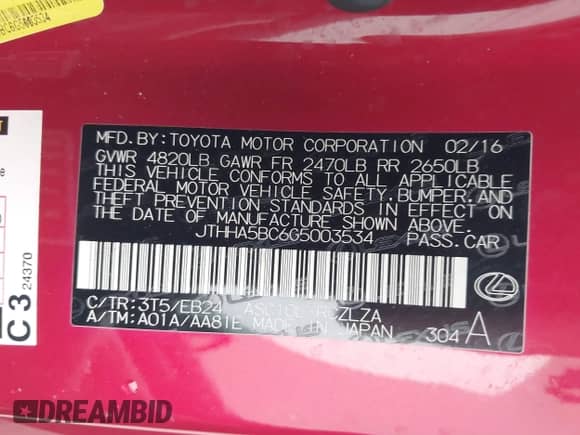 BC6G5003534
MFD. BY: TOYOTA MOTOR CORPORATION 02/16
GVWR 4820LB GAWR FR 2470LB RR 2650LB
THIS VEHICLE CONFORMS TO ALL APPLICABLE
FEDERAL MOTOR VEHICLE SAFETY, BUMPER, AND
THEFT PREVENTION STANDARDS IN EFFECT ON
THE DATE OF MANUFACTURE SHOWN ABOVE.
JTHHA5BC6G5003534 PASS. CAR
C/TR: 3T5/EB24
A/TM: A01A/AA81E MADE IN JAPAN 304 A
C3
24370
DREAMBID